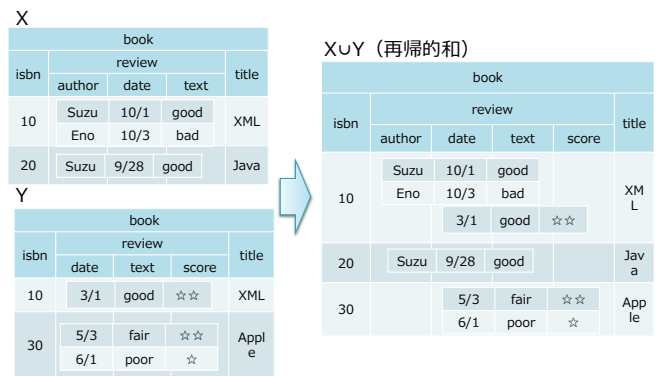 X
book
isbn review title
author date text
10 Suzu 10/1 good XML
Eno 10/3 bad
20 Suzu 9/28 good Java
Y
book
isbn review title
date text score
10 3/1 good ☆☆ XML
30 5/3 fair ☆☆ Appl
e
6/1 poor ☆
X∪Y（再帰的和）
book
isbn review title
author date text score
10 Suzu 10/1 good XM
L
Eno 10/3 bad
3/1 good ☆☆
20 Suzu 9/28 good Jav
a
30 5/3 fair ☆☆ App
le
6/1 poor ☆